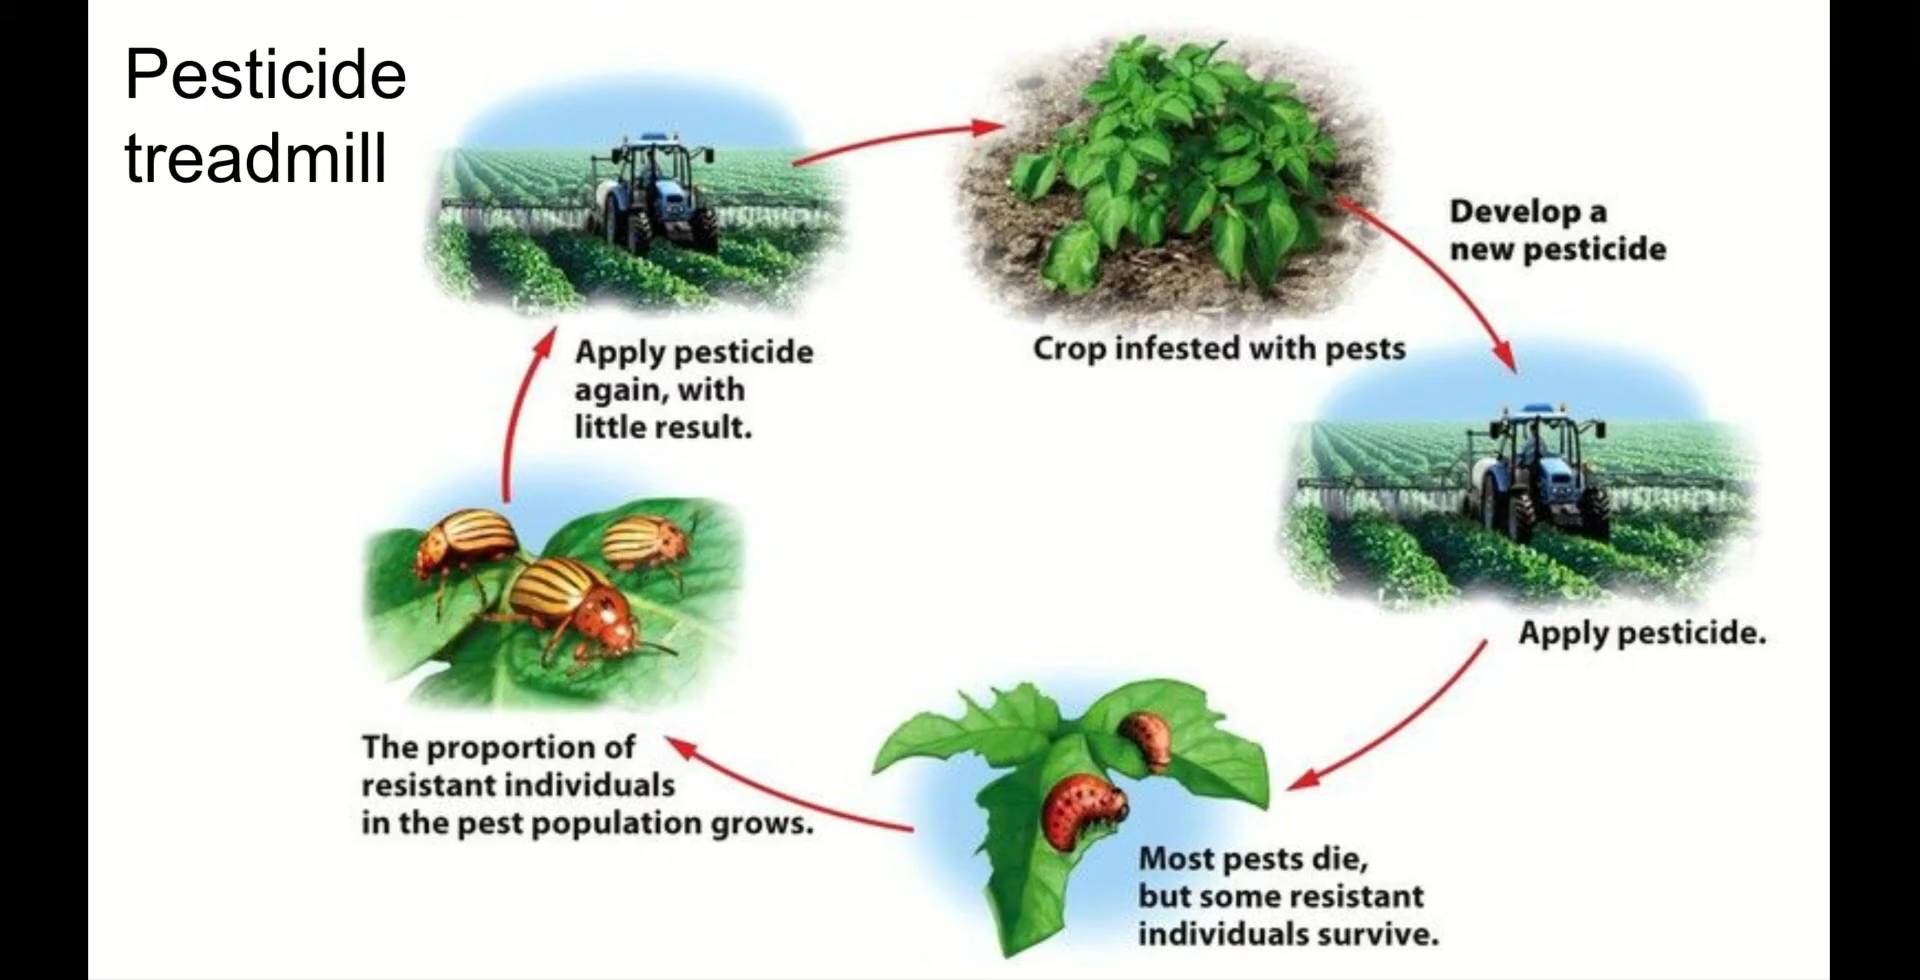 Pesticide
treadmill
Crop infested with pests
Develop a
new pesticide
Apply pesticide.
Most pests die,
but some resistant
individuals survive.
The proportion of
resistant individuals
in the pest population grows.
Apply pesticide
again, with
little result.